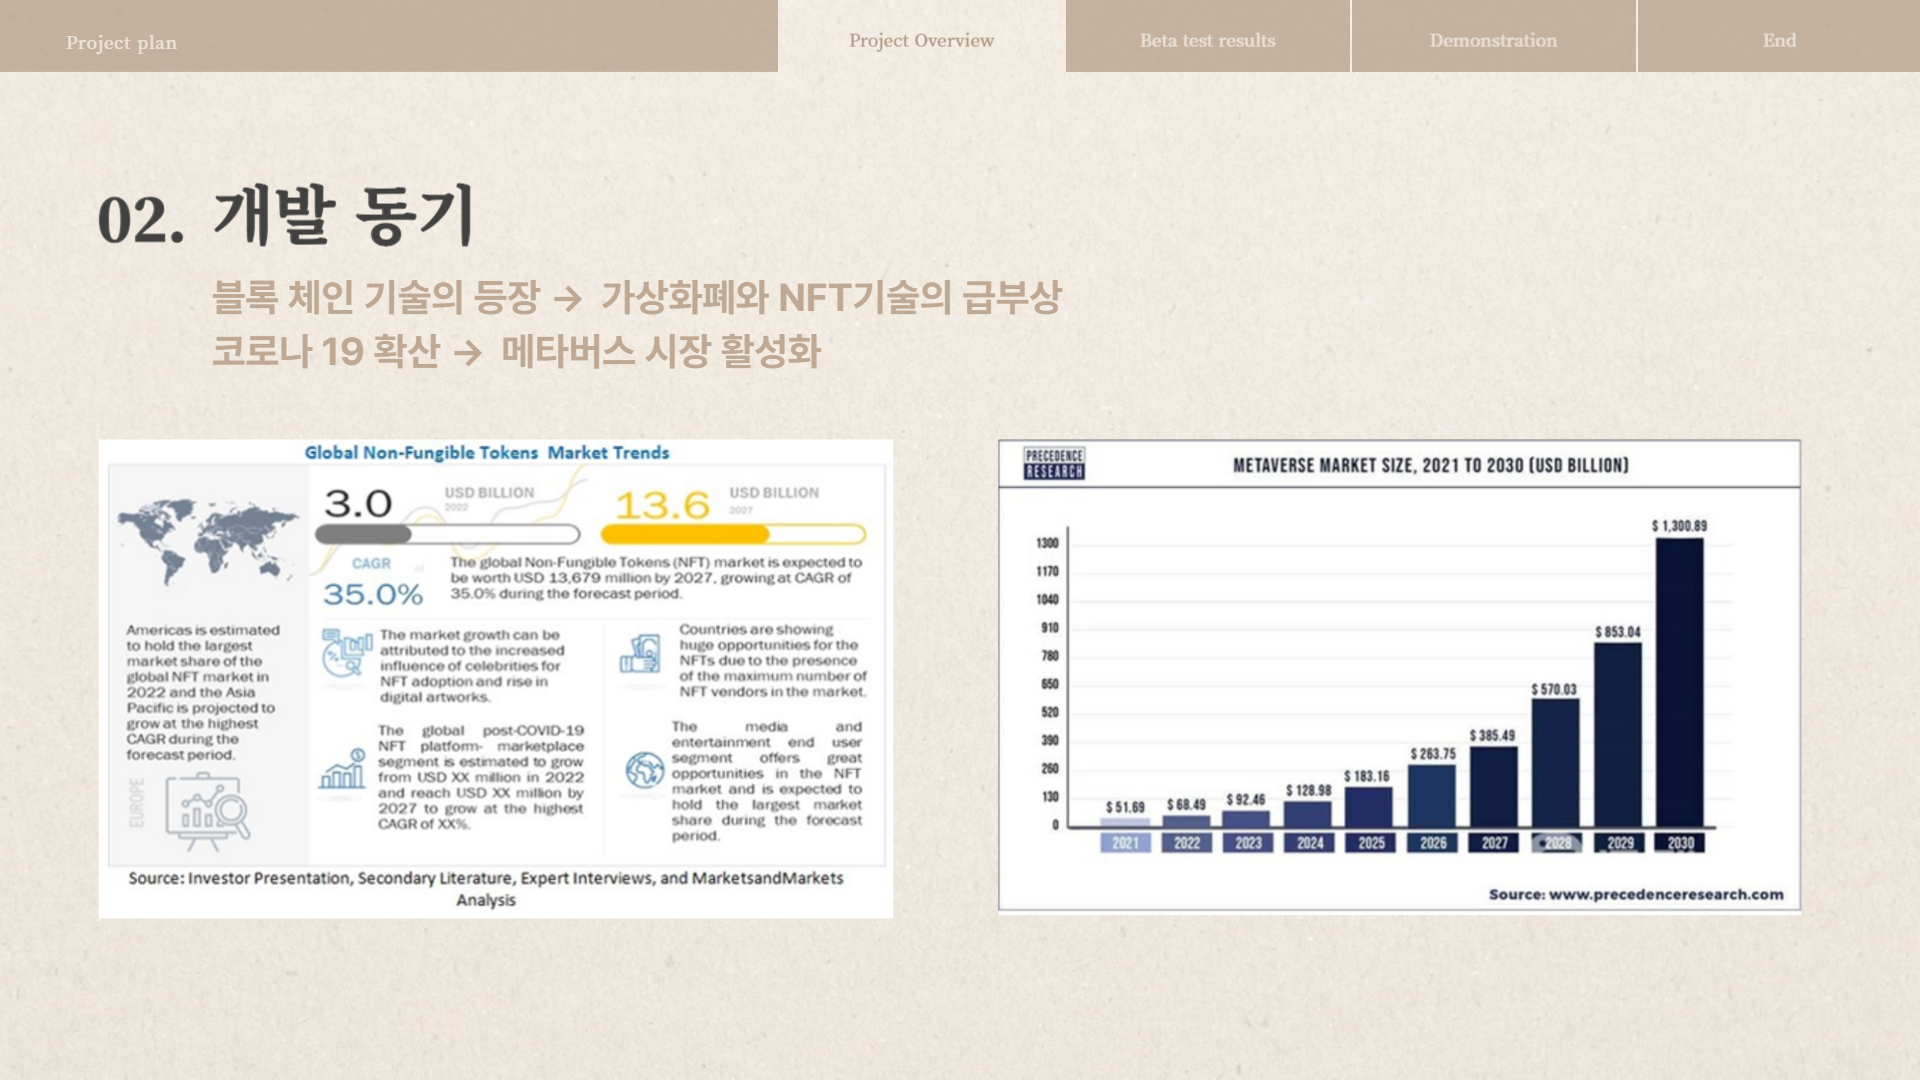 Project plan
Project Overview
Beta test results
Demonstration
End
02. 개발 동기
블록 체인 기술의 등장 → 가상화폐와 NFT기술의 급부상
코로나 19 확산 → 메타버스 시장 활성화
Global Non-Fungible Tokens Market Trends
3.0
USD BILLION
2022
13.6
USD BILLION
2027
CAGR
35.0%
The global Non-Fungible Tokens (NFT) market is expected to
be worth USD 13,679 million by 2027, growing at CAGR of
35.0% during the forecast period.
Americas is estimated
to hold the largest
market share of the
global NFT market in
2022 and the Asia
Pacific is projected to
grow at the highest
CAGR during the
forecast period.
EUROPE
The market growth can be
attributed to the increased
influence of celebrities for
NFT adoption and rise in
digital artworks.
Countries are showing
huge opportunities for the
NFTs due to the presence
of the maximum number of
NFT vendors in the market.
The global post-COVID-19
NFT platform- marketplace
segment is estimated to grow
from USD XX million in 2022
and reach USD XX million by
2027 to grow at the highest
CAGR of XX%.
The media and
entertainment end user
segment offers great
opportunities in the NFT
market and is expected to
hold the largest market
share during the forecast
period.
Source: Investor Presentation, Secondary Literature, Expert Interviews, and MarketsandMarkets
Analysis
PRECEDENCE
RESEARCH
METAVERSE MARKET SIZE, 2021 TO 2030 (USD BILLION)
1300
1170
1040
910
780
650
520
390
260
130
0
$ 51.69
$ 68.49
$ 92.46
$ 128.98
$ 183.16
$ 263.75
$ 385.49
$ 570.03
$ 853.04
$ 1,300.89
2021
2022
2023
2024
2025
2026
2027
2028
2029
2030
Source: www.precedenceresearch.com